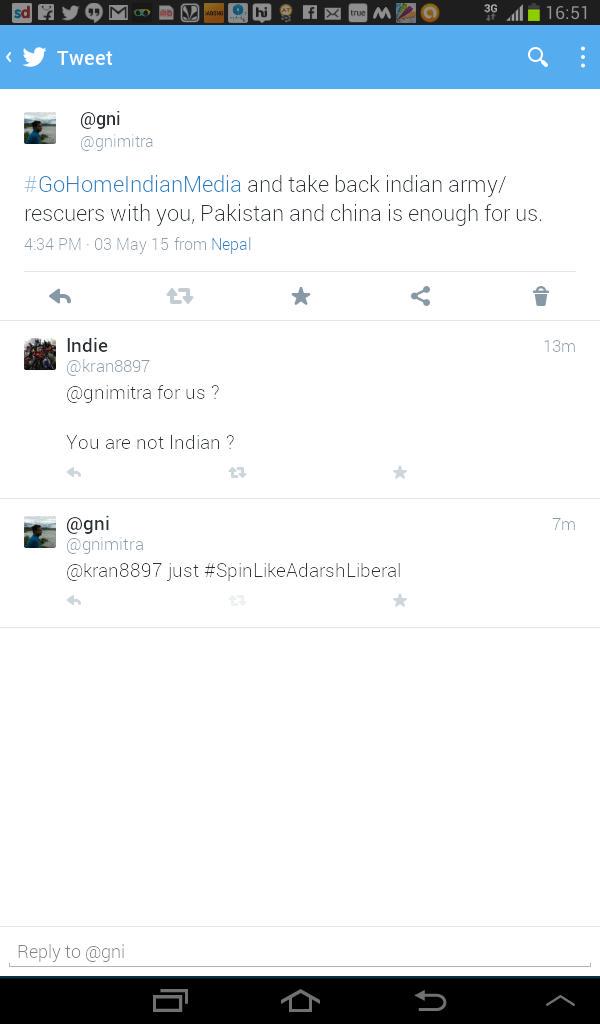 3G 16:51
Tweet
@gni
@gnimitra
#GoHomeIndianMedia and take back indian army/
rescuers with you, Pakistan and china is enough for us.
4:34 PM · 03 May 15 from Nepal
Indie 13m
@kran8897
@gnimitra for us ?
You are not Indian ?
@gni 7m
@gnimitra
@kran8897 just #SpinLikeAdarshLiberal
Reply to @gni